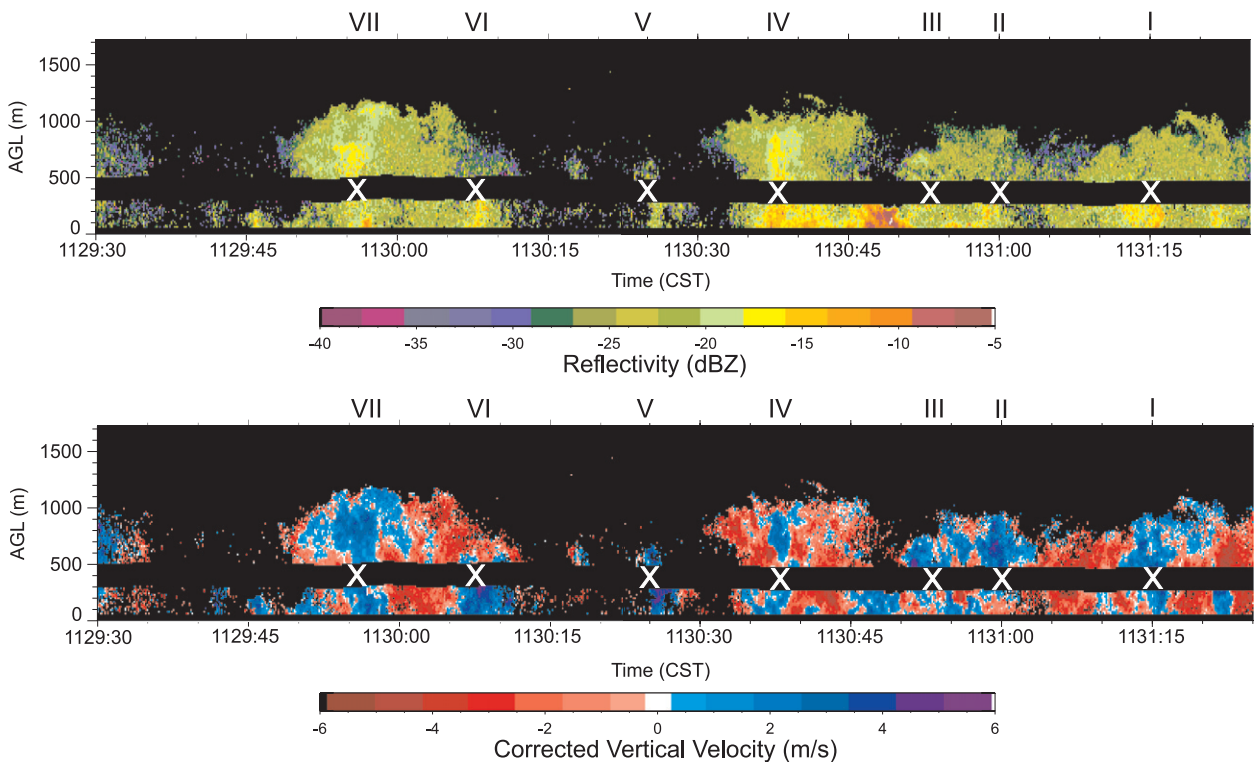 VII VI V IV III II I
1500
1000
500
0
AGL (m)
X X X X X X X
1129:30 1129:45 1130:00 1130:15 1130:30 1130:45 1131:00 1131:15
Time (CST)
-40 -35 -30 -25 -20 -15 -10 -5
Reflectivity (dBZ)
VII VI V IV III II I
1500
1000
500
0
AGL (m)
X X X X X X X
1129:30 1129:45 1130:00 1130:15 1130:30 1130:45 1131:00 1131:15
Time (CST)
-6 -4 -2 0 2 4 6
Corrected Vertical Velocity (m/s)